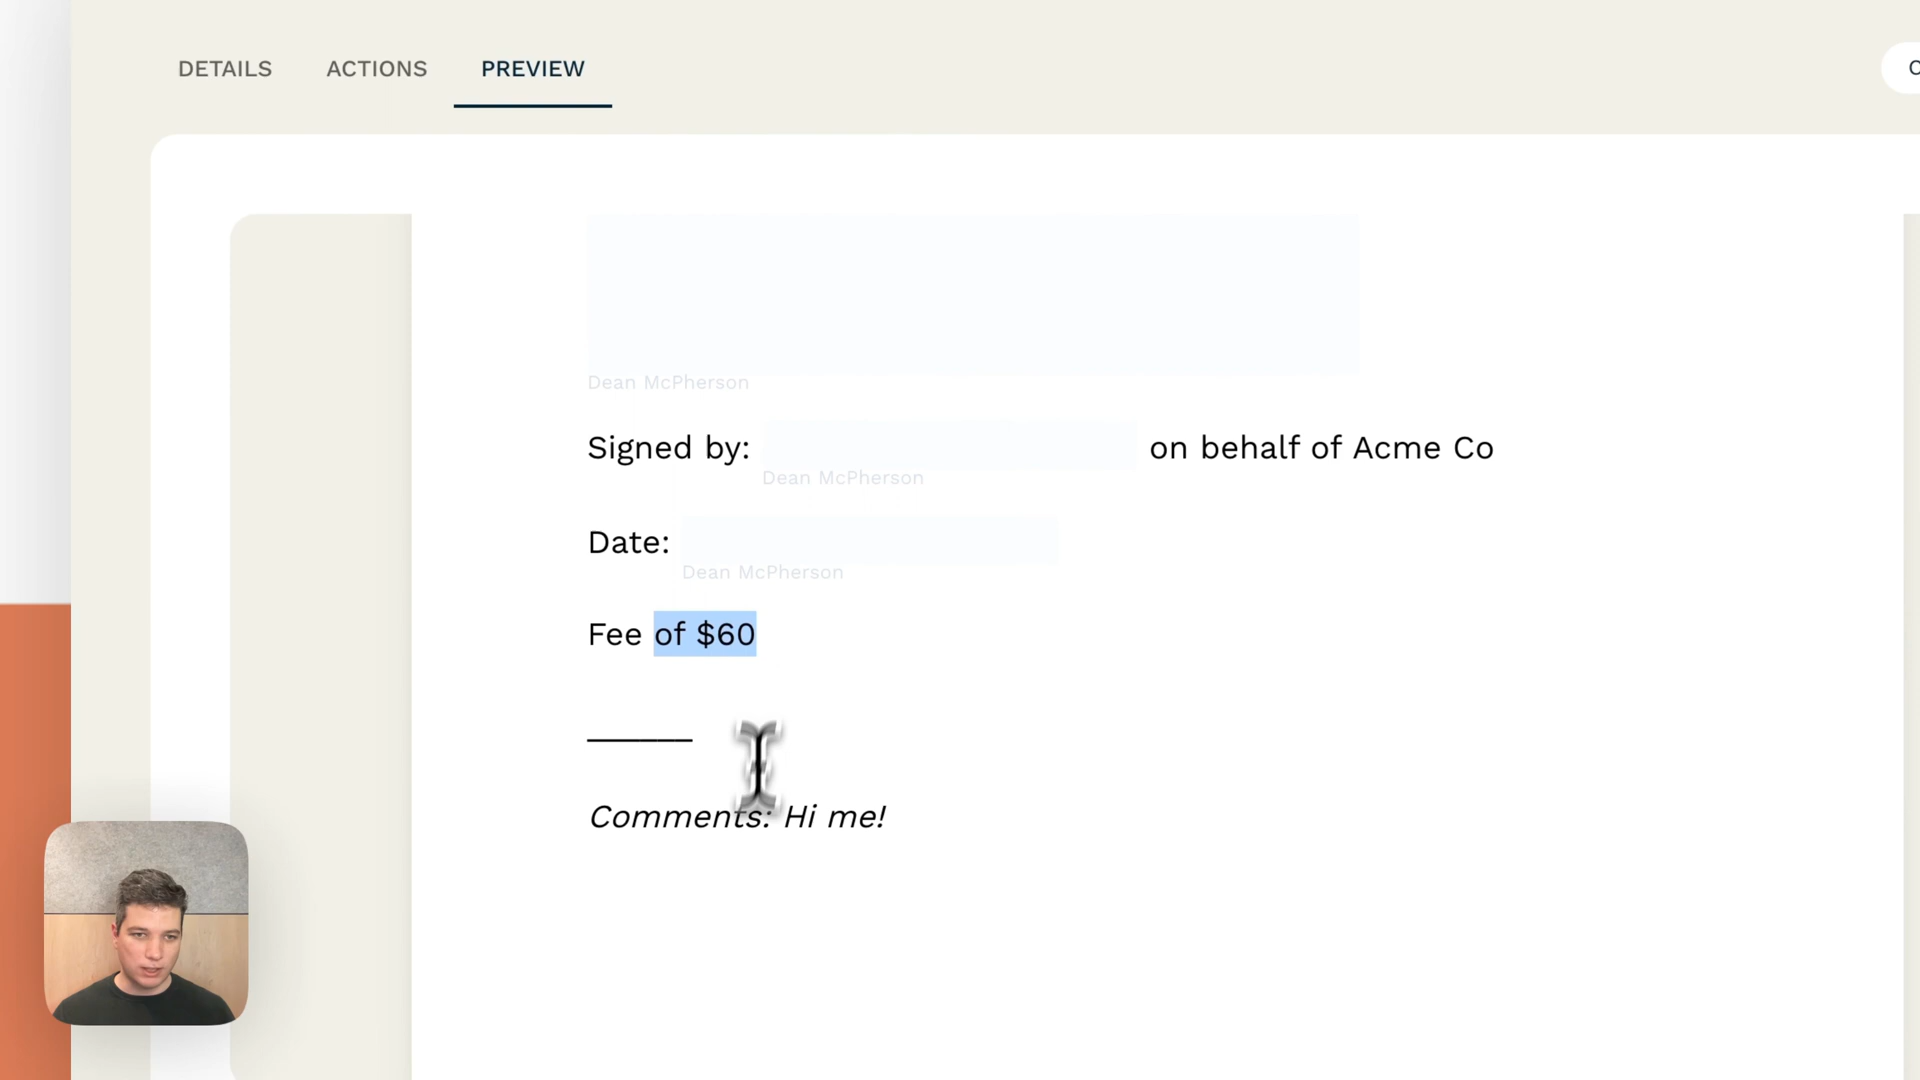 DETAILS ACTIONS PREVIEW
Dean McPherson
Signed by: on behalf of Acme Co
Dean McPherson
Date:
Dean McPherson
Fee of $60
Comments: Hi me!